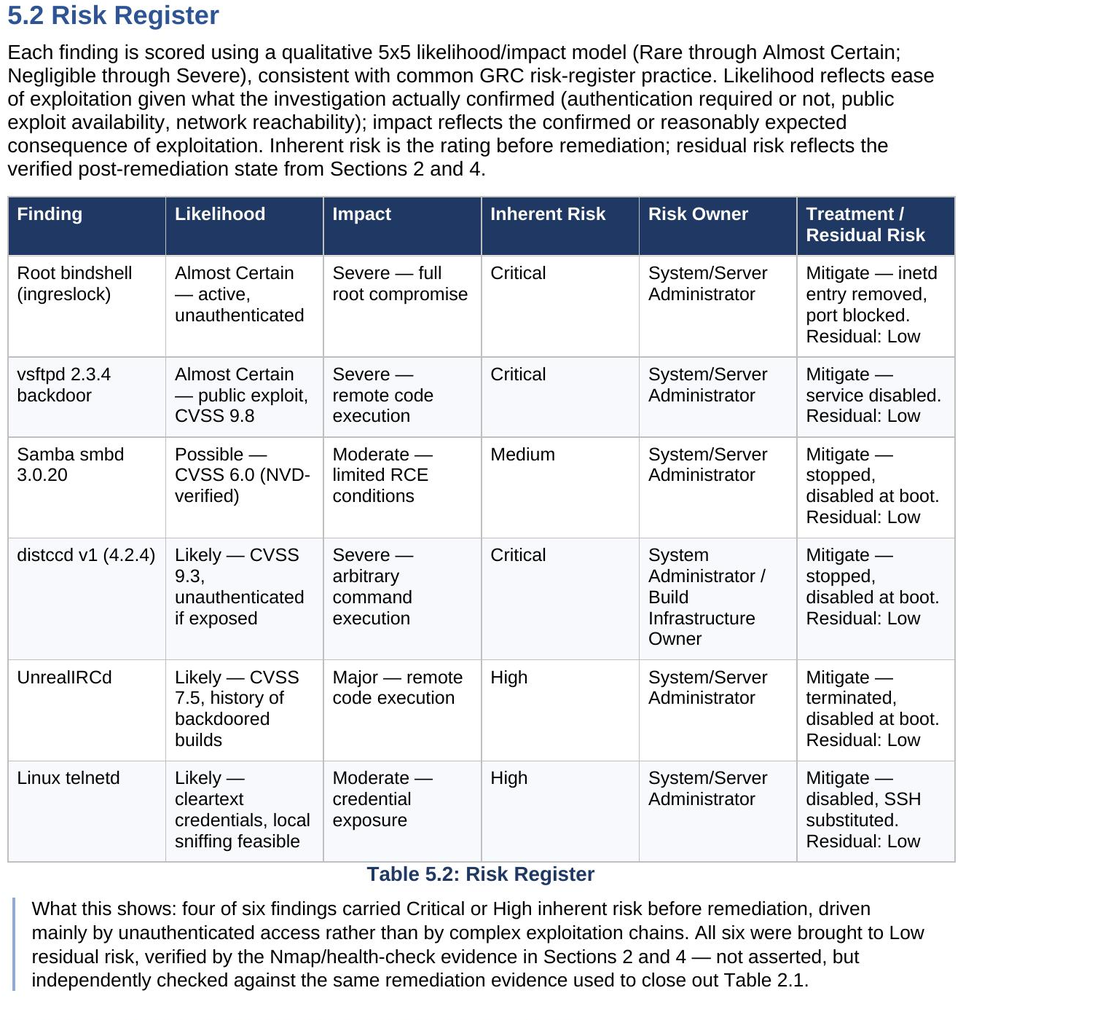 5.2 Risk Register
Each finding is scored using a qualitative 5x5 likelihood/impact model (Rare through Almost Certain;
Negligible through Severe), consistent with common GRC risk-register practice. Likelihood reflects ease
of exploitation given what the investigation actually confirmed (authentication required or not, public
exploit availability, network reachability); impact reflects the confirmed or reasonably expected
consequence of exploitation. Inherent risk is the rating before remediation; residual risk reflects the
verified post-remediation state from Sections 2 and 4.
Finding
Likelihood
Impact
Inherent Risk
Risk Owner
Treatment /
Residual Risk
Root bindshell
(ingreslock)
Almost Certain
— active,
unauthenticated
Severe — full
root compromise
Critical
System/Server
Administrator
Mitigate — inetd
entry removed,
port blocked.
Residual: Low
vsftpd 2.3.4
backdoor
Almost Certain
— public exploit,
CVSS 9.8
Severe —
remote code
execution
Critical
System/Server
Administrator
Mitigate —
service disabled.
Residual: Low
Samba smbd
3.0.20
Possible —
CVSS 6.0 (NVD-
verified)
Moderate —
limited RCE
conditions
Medium
System/Server
Administrator
Mitigate —
stopped,
disabled at boot.
Residual: Low
distccd v1 (4.2.4)
Likely — CVSS
9.3,
unauthenticated
if exposed
Severe —
arbitrary
command
execution
Critical
System
Administrator /
Build
Infrastructure
Owner
Mitigate —
stopped,
disabled at boot.
Residual: Low
UnrealIRCd
Likely — CVSS
7.5, history of
backdoored
builds
Major — remote
code execution
High
System/Server
Administrator
Mitigate —
terminated,
disabled at boot.
Residual: Low
Linux telnetd
Likely —
cleartext
credentials, local
sniffing feasible
Moderate —
credential
exposure
High
System/Server
Administrator
Mitigate —
disabled, SSH
substituted.
Residual: Low
Table 5.2: Risk Register
What this shows: four of six findings carried Critical or High inherent risk before remediation, driven
mainly by unauthenticated access rather than by complex exploitation chains. All six were brought to Low
residual risk, verified by the Nmap/health-check evidence in Sections 2 and 4 — not asserted, but
independently checked against the same remediation evidence used to close out Table 2.1.